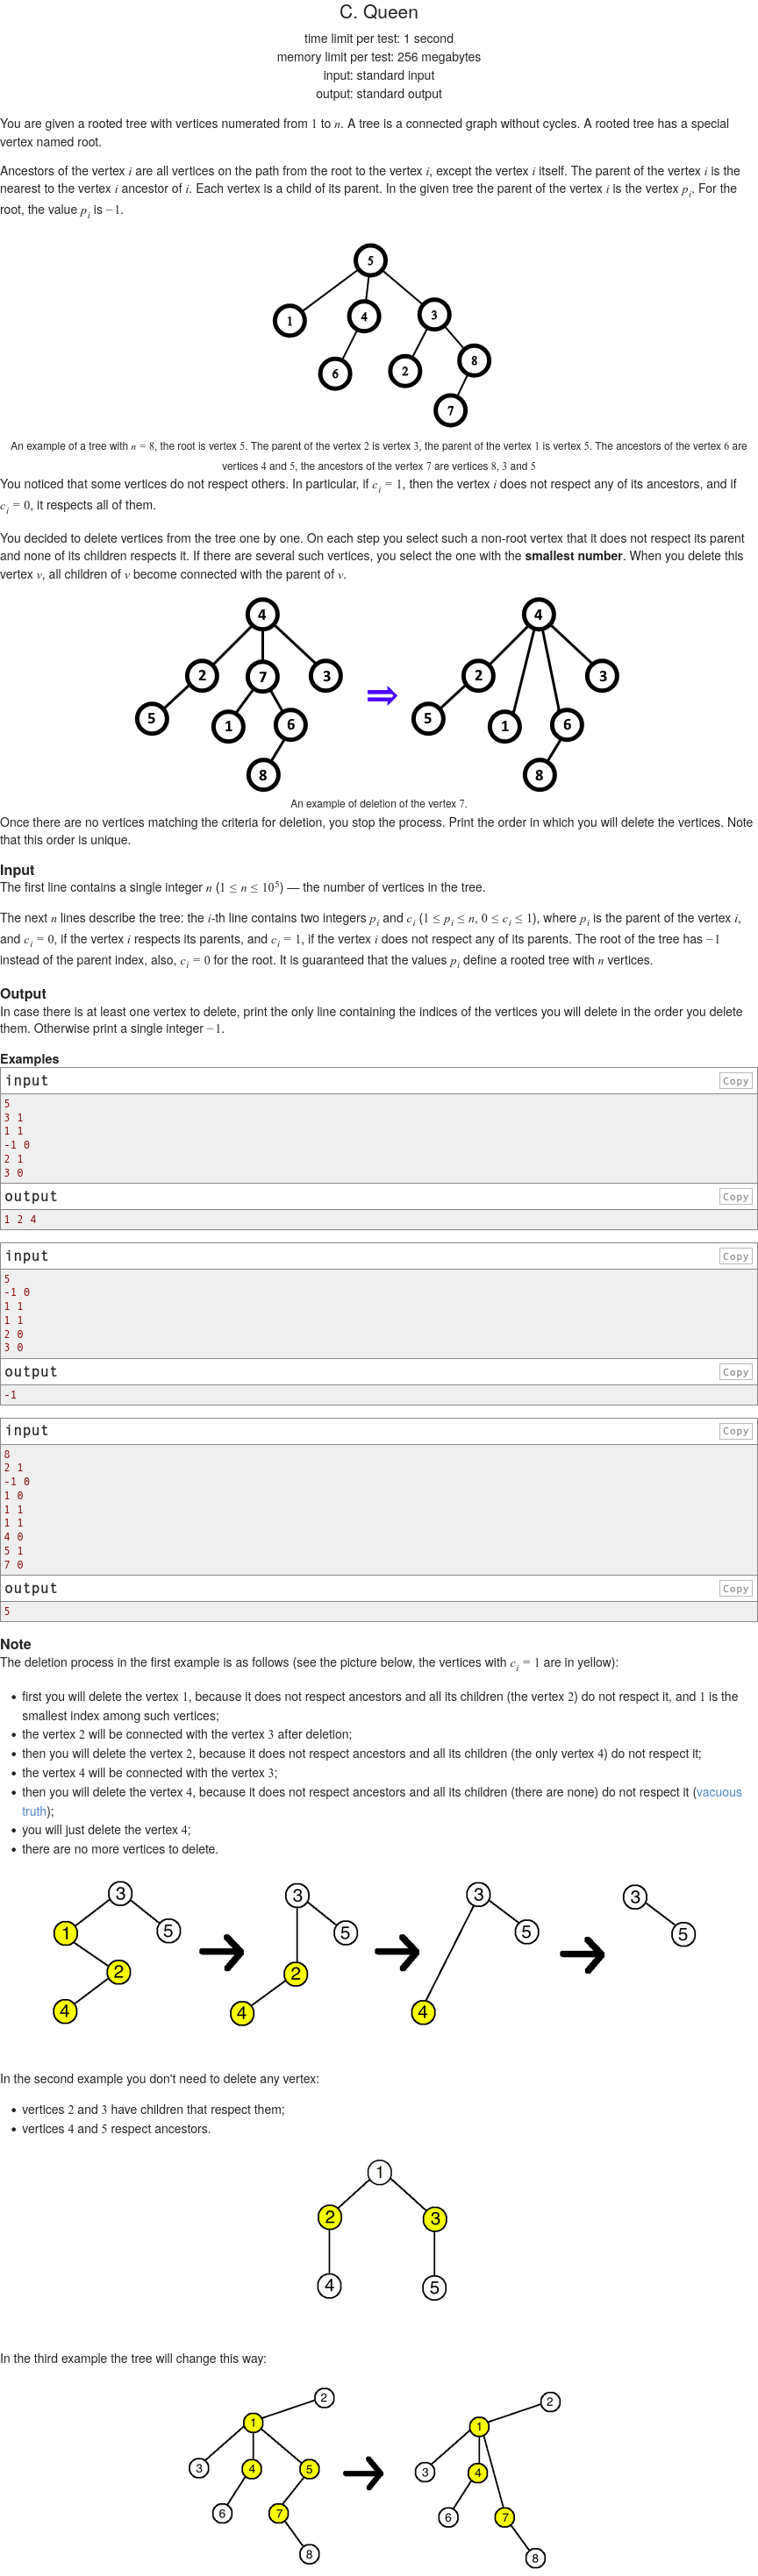 C. Queen
time limit per test: 1 second
memory limit per test: 256 megabytes
input: standard input
output: standard output
You are given a rooted tree with vertices numerated from 1 to n. A tree is a connected graph without cycles. A rooted tree has a special
vertex named root.
Ancestors of the vertex i are all vertices on the path from the root to the vertex i, except the vertex i itself. The parent of the vertex i is the
nearest to the vertex i ancestor of i. Each vertex is a child of its parent. In the given tree the parent of the vertex i is the vertex p_i. For the
root, the value p_i is −1.
5
1 4 3
6 2 8
7
An example of a tree with n = 8, the root is vertex 5. The parent of the vertex 2 is vertex 3, the parent of the vertex 1 is vertex 5. The ancestors of the vertex 6 are
vertices 4 and 5, the ancestors of the vertex 7 are vertices 8, 3 and 5
You noticed that some vertices do not respect others. In particular, if c_i = 1, then the vertex i does not respect any of its ancestors, and if
c_i = 0, it respects all of them.
You decided to delete vertices from the tree one by one. On each step you select such a non-root vertex that it does not respect its parent
and none of its children respects it. If there are several such vertices, you select the one with the smallest number. When you delete this
vertex v, all children of v become connected with the parent of v.
4 4
2 7 3 2 3
5 1 6 5 1 6
8 8
An example of deletion of the vertex 7.
Once there are no vertices matching the criteria for deletion, you stop the process. Print the order in which you will delete the vertices. Note
that this order is unique.
Input
The first line contains a single integer n (1 ≤ n ≤ 10^5) — the number of vertices in the tree.
The next n lines describe the tree: the i-th line contains two integers p_i and c_i (1 ≤ p_i ≤ n, 0 ≤ c_i ≤ 1), where p_i is the parent of the vertex i,
and c_i = 0, if the vertex i respects its parents, and c_i = 1, if the vertex i does not respect any of its parents. The root of the tree has −1
instead of the parent index, also, c_i = 0 for the root. It is guaranteed that the values p_i define a rooted tree with n vertices.
Output
In case there is at least one vertex to delete, print the only line containing the indices of the vertices you will delete in the order you delete
them. Otherwise print a single integer −1.
Examples
input Copy
5
3 1
1 1
-1 0
2 1
3 0
output Copy
1 2 4
input Copy
5
-1 0
1 1
1 1
2 0
3 0
output Copy
-1
input Copy
8
2 1
-1 0
1 0
1 1
1 1
4 0
5 1
7 0
output Copy
5
Note
The deletion process in the first example is as follows (see the picture below, the vertices with c_i = 1 are in yellow):
• first you will delete the vertex 1, because it does not respect ancestors and all its children (the vertex 2) do not respect it, and 1 is the
smallest index among such vertices;
• the vertex 2 will be connected with the vertex 3 after deletion;
• then you will delete the vertex 2, because it does not respect ancestors and all its children (the only vertex 4) do not respect it;
• the vertex 4 will be connected with the vertex 3;
• then you will delete the vertex 4, because it does not respect ancestors and all its children (there are none) do not respect it (vacuous
truth);
• you will just delete the vertex 4;
• there are no more vertices to delete.
3 3 3 3
1 5 5 5 5
2 2
4 4 4
In the second example you don't need to delete any vertex:
• vertices 2 and 3 have children that respect them;
• vertices 4 and 5 respect ancestors.
1
2 3
4 5
In the third example the tree will change this way:
2 2
1 1
3 4 5 3 4
6 7 6 7
8 8